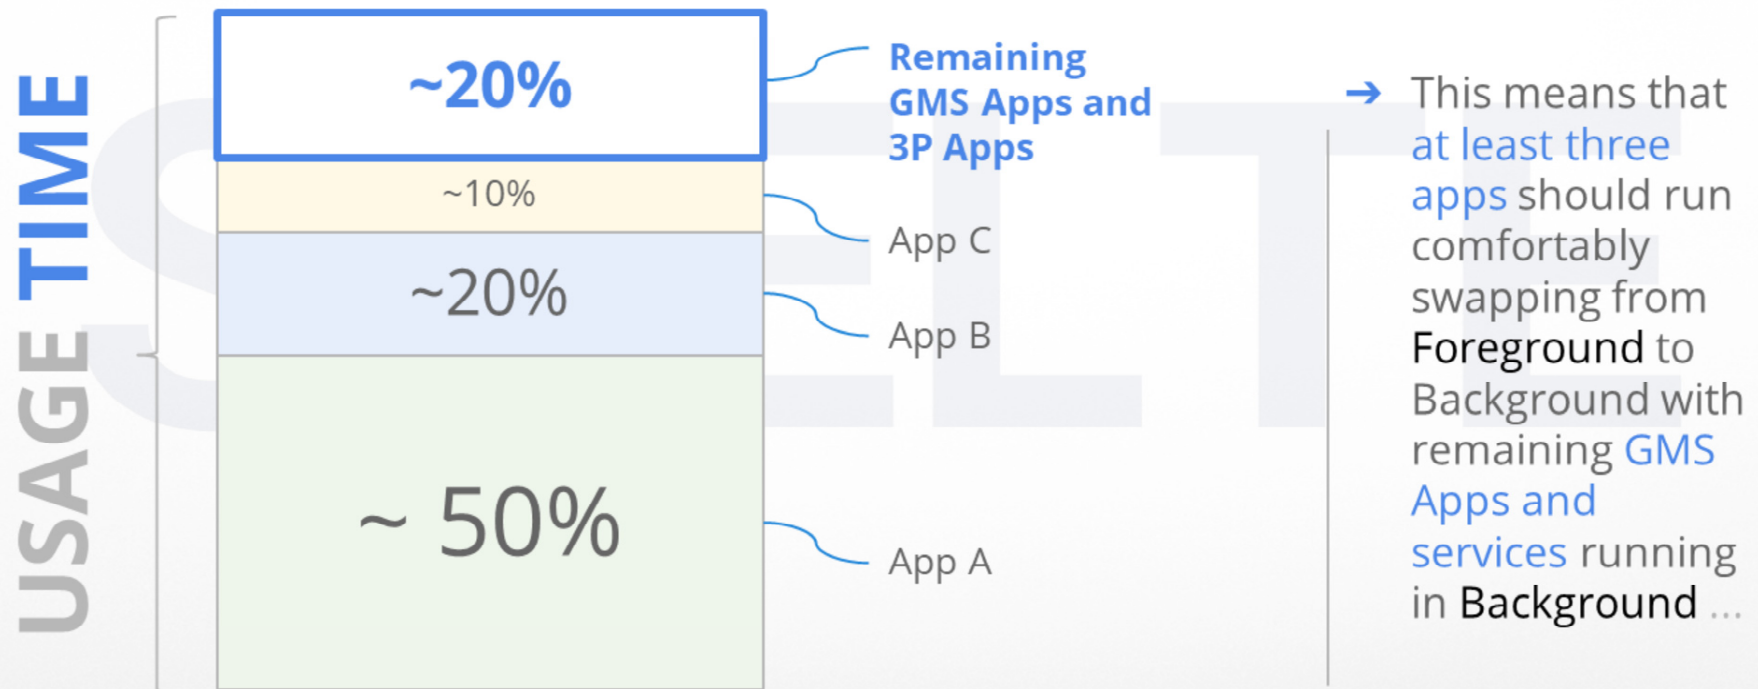 USAGE TIME
~20%
~10%
~20%
~ 50%
Remaining
GMS Apps and
3P Apps
App C
App B
App A
➔ This means that
at least three
apps should run
comfortably
swapping from
Foreground to
Background with
remaining GMS
Apps and
services running
in Background ...